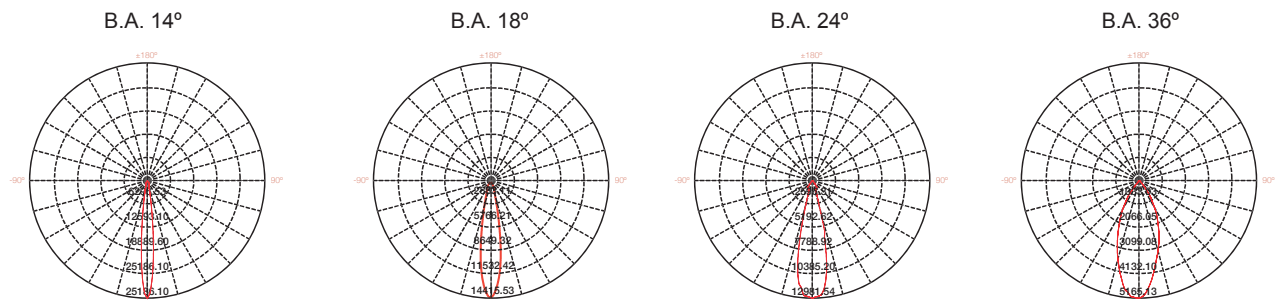 B.A. 14º
B.A. 18º
B.A. 24º
B.A. 36º
±180º
±180º
±180º
±180º
-90º
90º
-90º
90º
-90º
90º
-90º
90º
12593.10
5766.21
5192.62
2066.05
18889.60
8649.32
7788.92
3099.08
25186.10
11532.42
10385.20
4132.10
25186.10
14415.53
12981.54
5165.13